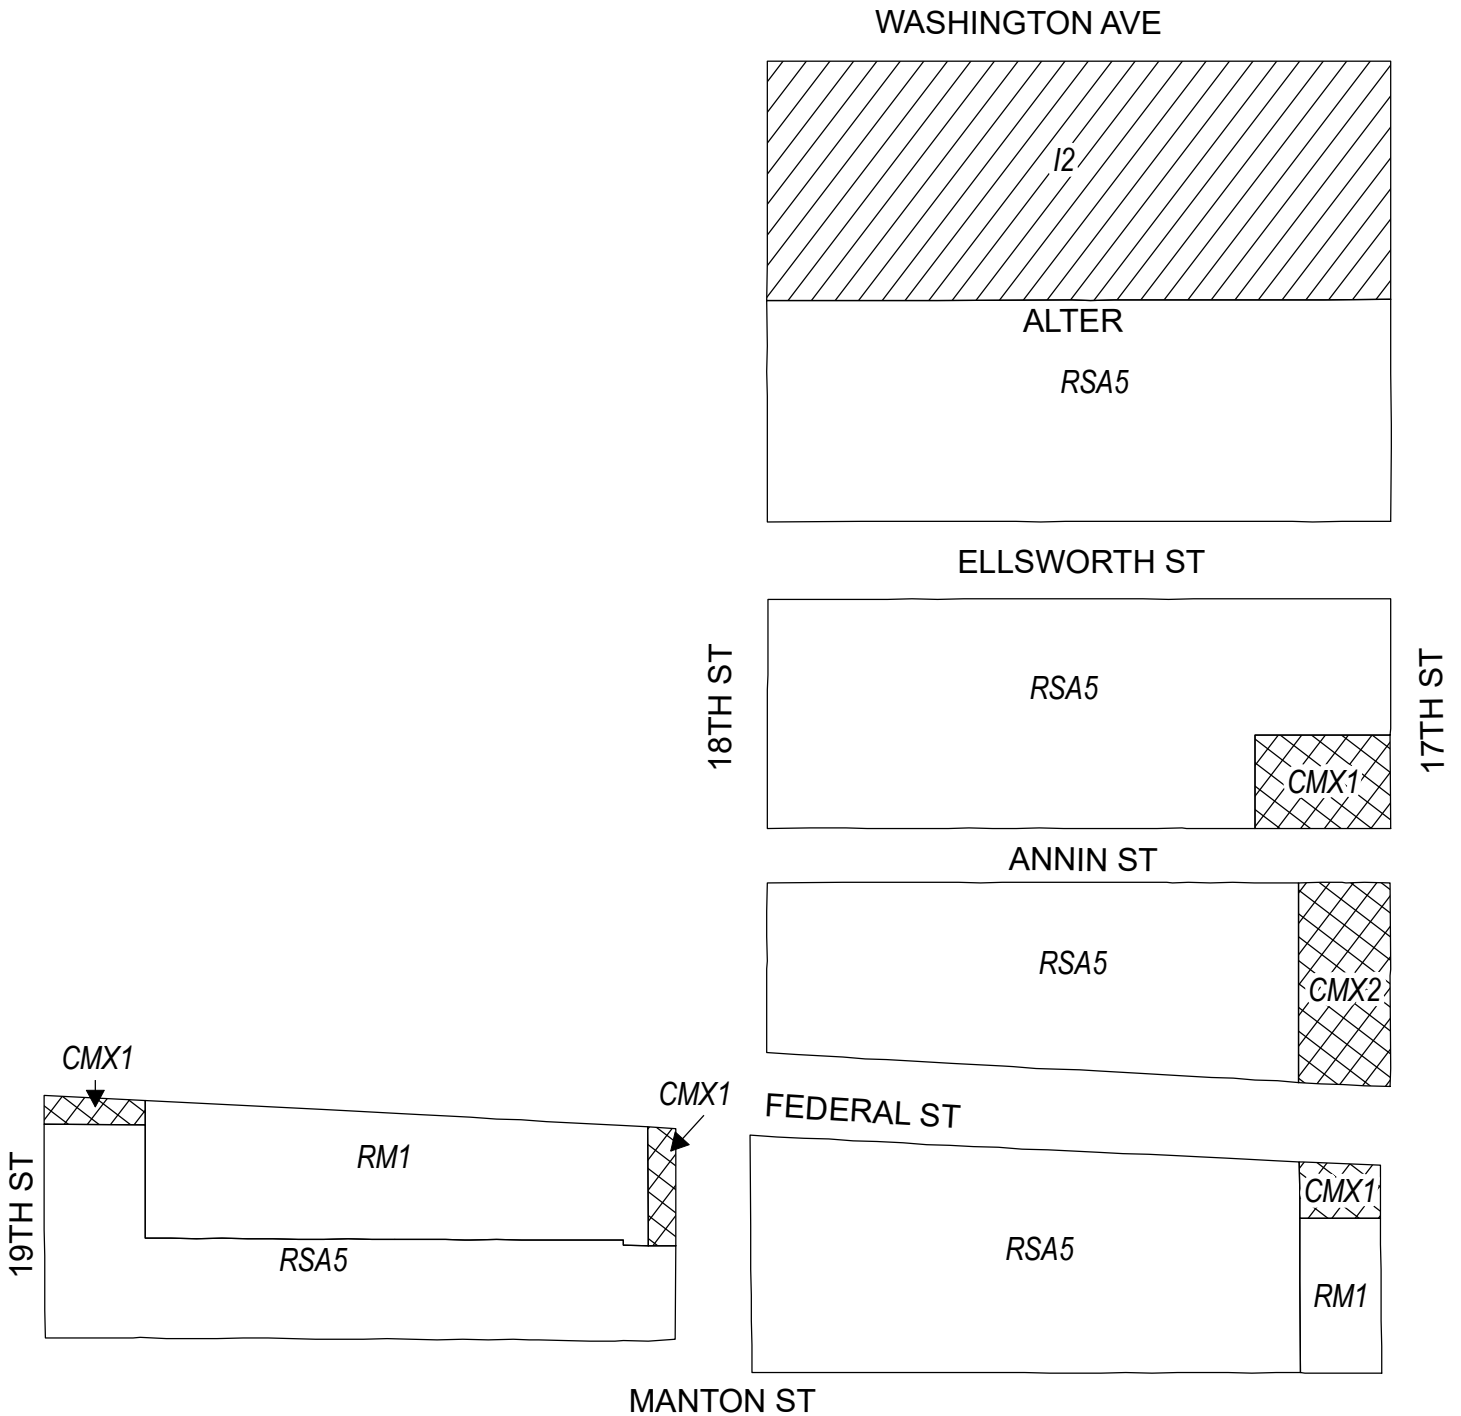 WASHINGTON AVE
I2
ALTER
RSA5
ELLSWORTH ST
18TH ST
RSA5
17TH ST
CMX1
ANNIN ST
RSA5
CMX2
CMX1
CMX1
FEDERAL ST
19TH ST
RM1
CMX1
RSA5
RSA5
RM1
MANTON ST